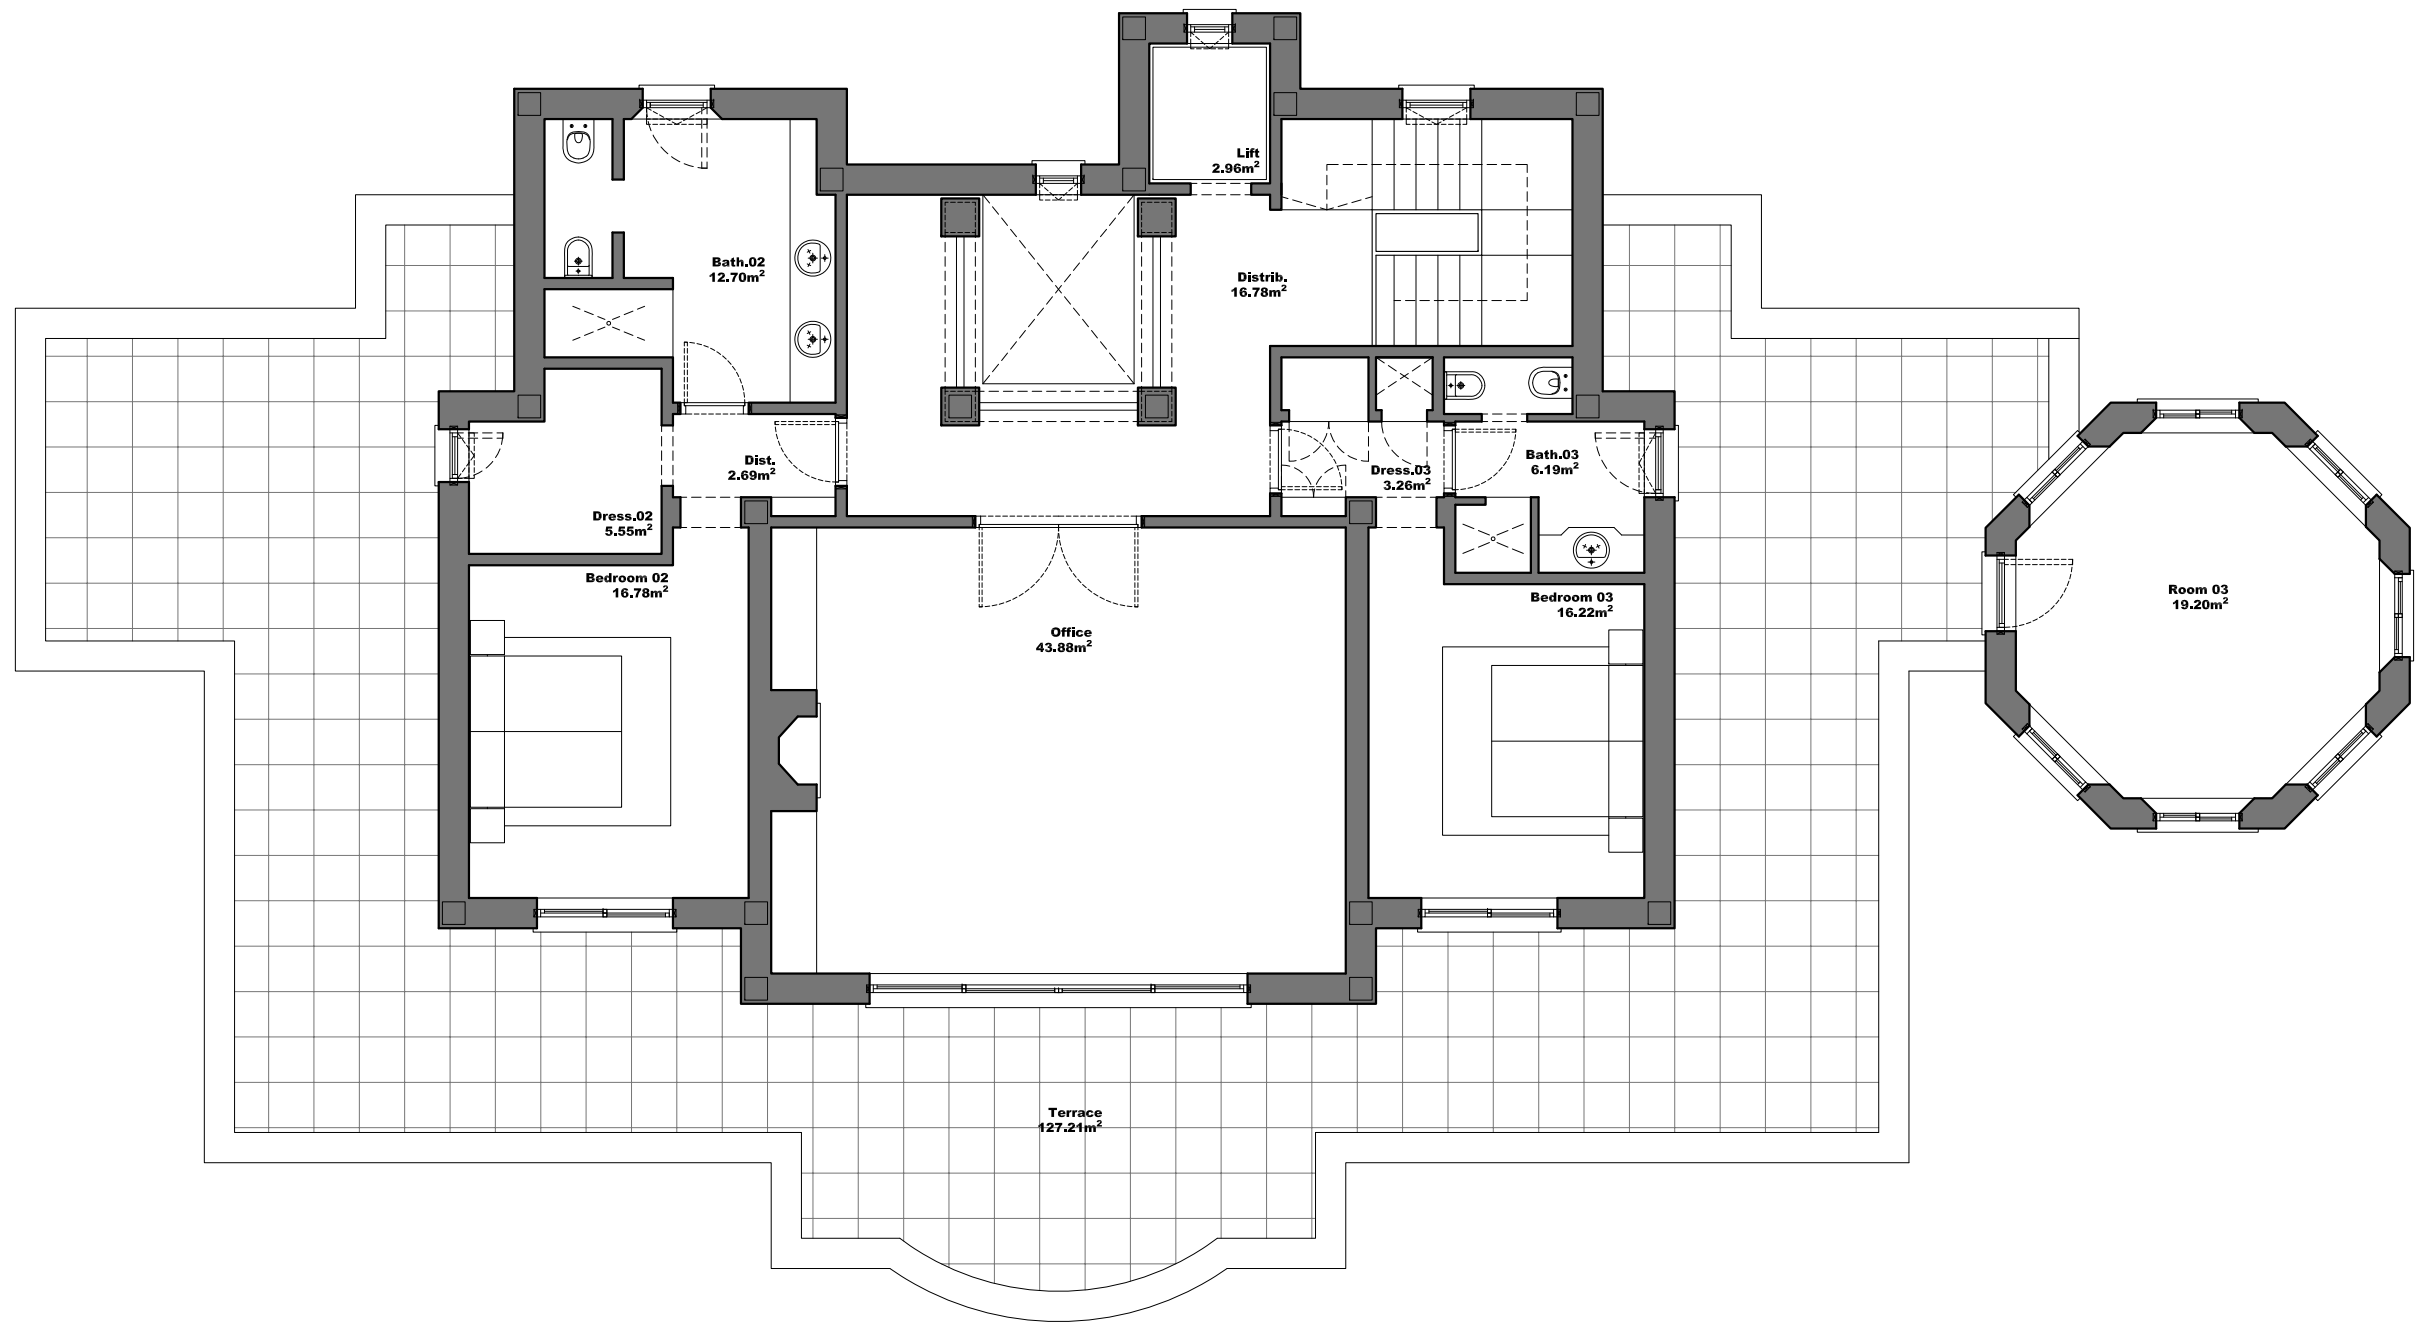 Lift
2.96m²
Bath.02
12.70m²
Distrib.
16.78m²
Dist.
2.69m²
Dress.03
3.26m²
Bath.03
6.19m²
Dress.02
5.55m²
Bedroom 02
16.78m²
Bedroom 03
16.22m²
Room 03
19.20m²
Office
43.88m²
Terrace
127.21m²